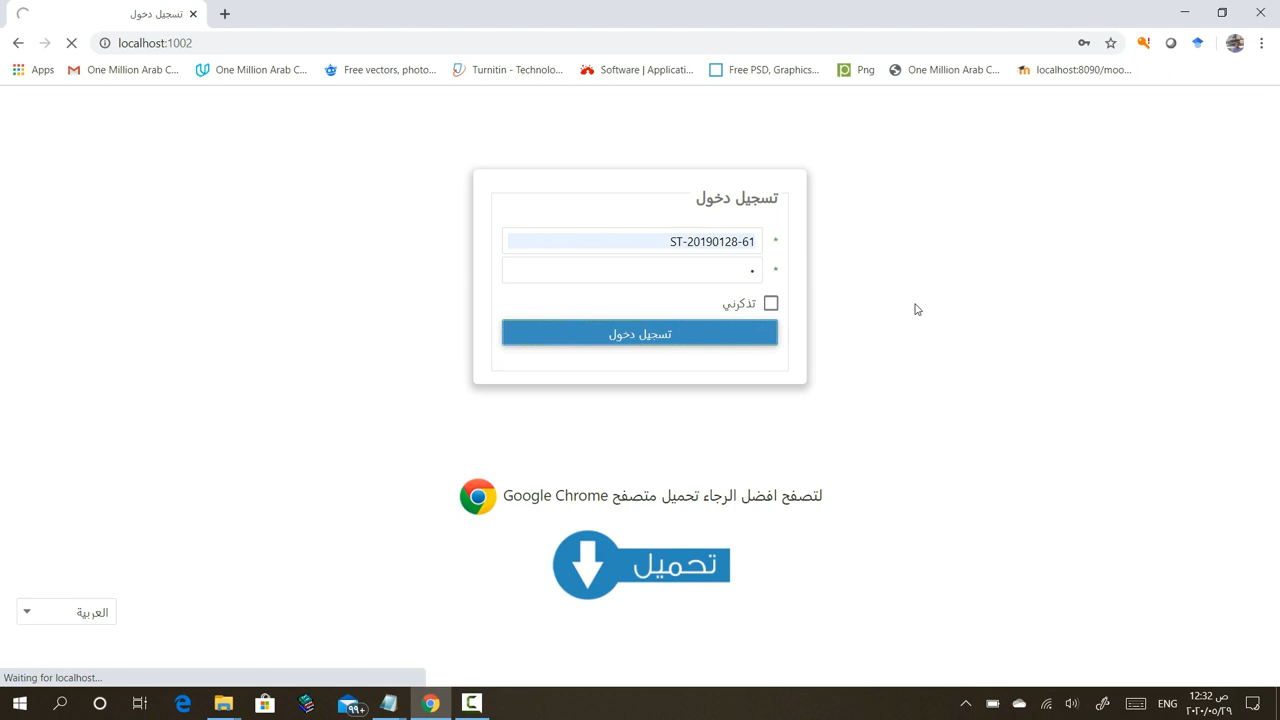 تسجيل دخول
localhost:1002
Apps
One Million Arab C...
One Million Arab C...
Free vectors, photo...
Turnitin - Technolo...
Software | Applicati...
Free PSD, Graphics...
Png
One Million Arab C...
localhost:8090/moo...
تسجيل دخول
ST-20190128-61 *
• *
تذكرني
تسجيل دخول
لتصفح افضل الرجاء تحميل متصفح Google Chrome
تحميل
العربية
Waiting for localhost...
٩٩+
ENG
12:32 ص
٢٠٢٠/٠٥/٢٩